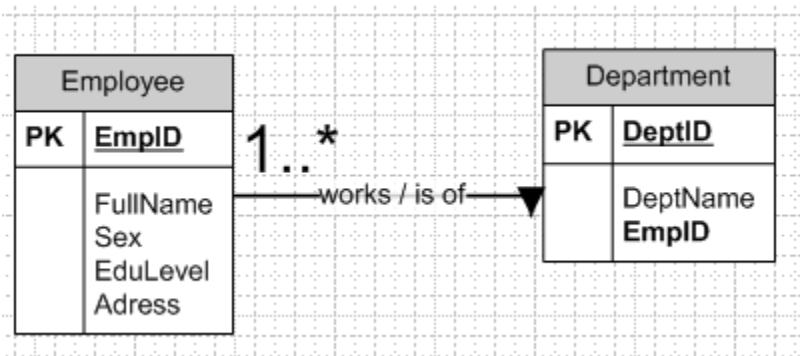 Employee
PK EmpID
FullName
Sex
EduLevel
Adress
1..*
works / is of
Department
PK DeptID
DeptName
EmpID